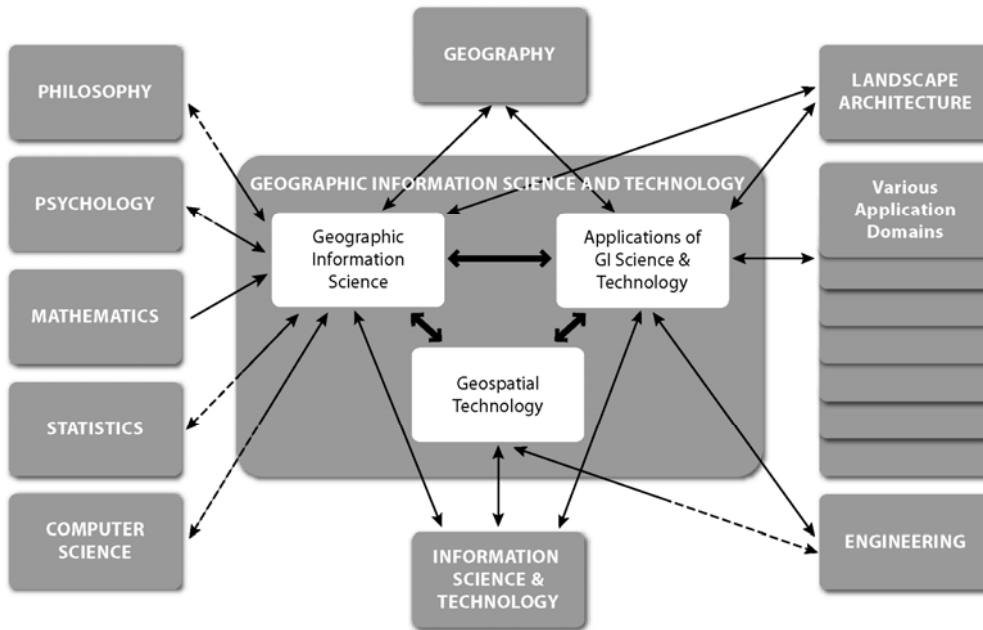 GEOGRAPHY
PHILOSOPHY
LANDSCAPE
ARCHITECTURE
PSYCHOLOGY
GEOGRAPHIC INFORMATION SCIENCE AND TECHNOLOGY
Various
Application
Domains
Geographic
Information
Science
Applications of
GI Science &
Technology
MATHEMATICS
Geospatial
Technology
STATISTICS
COMPUTER
SCIENCE
INFORMATION
SCIENCE &
TECHNOLOGY
ENGINEERING